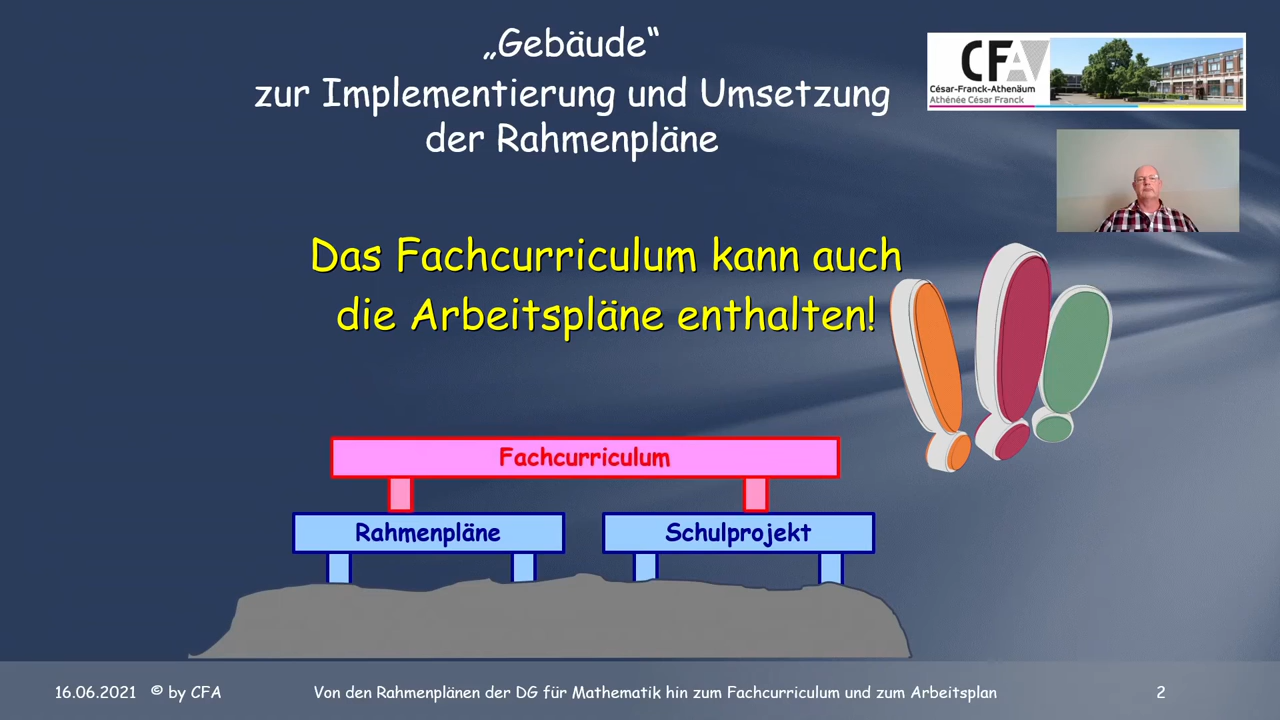 „Gebäude“
zur Implementierung und Umsetzung
der Rahmenpläne
CFA
César-Franck-Athenäum
Athénée César Franck
Das Fachcurriculum kann auch
die Arbeitspläne enthalten!
Fachcurriculum
Rahmenpläne
Schulprojekt
16.06.2021 © by CFA
Von den Rahmenplänen der DG für Mathematik hin zum Fachcurriculum und zum Arbeitsplan
2